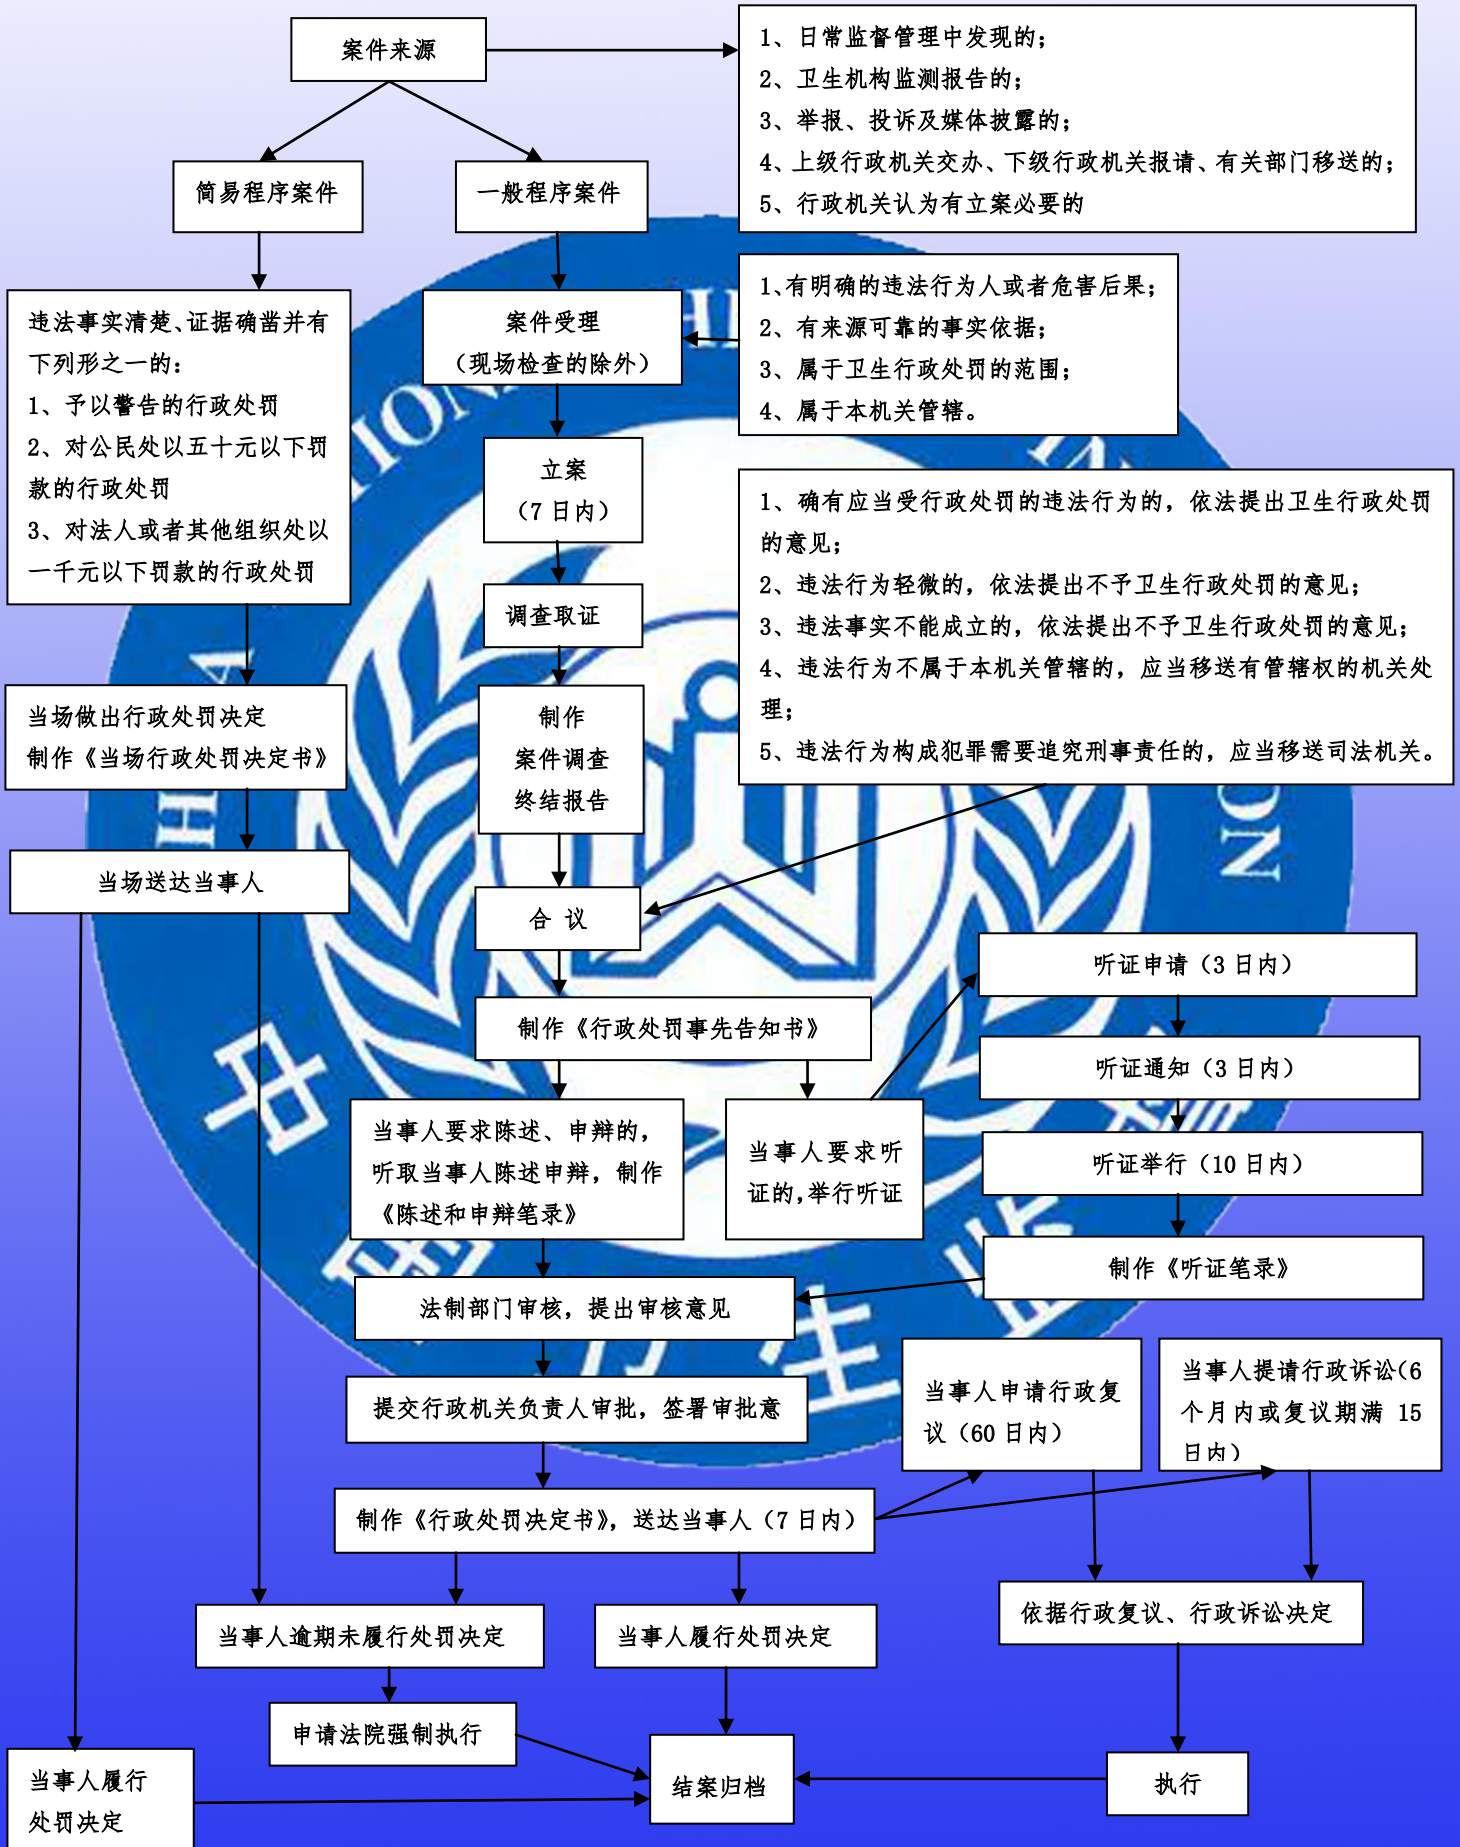 案件来源
1、日常监督管理中发现的；
2、卫生机构监测报告的；
3、举报、投诉及媒体披露的；
4、上级行政机关交办、下级行政机关报请、有关部门移送的；
5、行政机关认为有立案必要的
简易程序案件
一般程序案件
违法事实清楚、证据确凿并有
下列形之一的：
1、予以警告的行政处罚
2、对公民处以五十元以下罚
款的行政处罚
3、对法人或者其他组织处以
一千元以下罚款的行政处罚
案件受理
（现场检查的除外）
1、有明确的违法行为人或者危害后果；
2、有来源可靠的事实依据；
3、属于卫生行政处罚的范围；
4、属于本机关管辖。
立案
（7 日内）
1、确有应当受行政处罚的违法行为的，依法提出卫生行政处罚
的意见；
2、违法行为轻微的，依法提出不予卫生行政处罚的意见；
3、违法事实不能成立的，依法提出不予卫生行政处罚的意见；
4、违法行为不属于本机关管辖的，应当移送有管辖权的机关处
理；
5、违法行为构成犯罪需要追究刑事责任的，应当移送司法机关。
调查取证
当场做出行政处罚决定
制作《当场行政处罚决定书》
制作
案件调查
终结报告
当场送达当事人
合 议
听证申请（3 日内）
制作《行政处罚事先告知书》
听证通知（3 日内）
当事人要求陈述、申辩的，
听取当事人陈述申辩，制作
《陈述和申辩笔录》
当事人要求听
证的，举行听证
听证举行（10 日内）
制作《听证笔录》
法制部门审核，提出审核意见
提交行政机关负责人审批，签署审批意
当事人申请行政复
议（60 日内）
当事人提请行政诉讼（6
个月内或复议期满 15
日内）
制作《行政处罚决定书》，送达当事人（7 日内）
当事人逾期未履行处罚决定
当事人履行处罚决定
依据行政复议、行政诉讼决定
申请法院强制执行
结案归档
执行
当事人履行
处罚决定